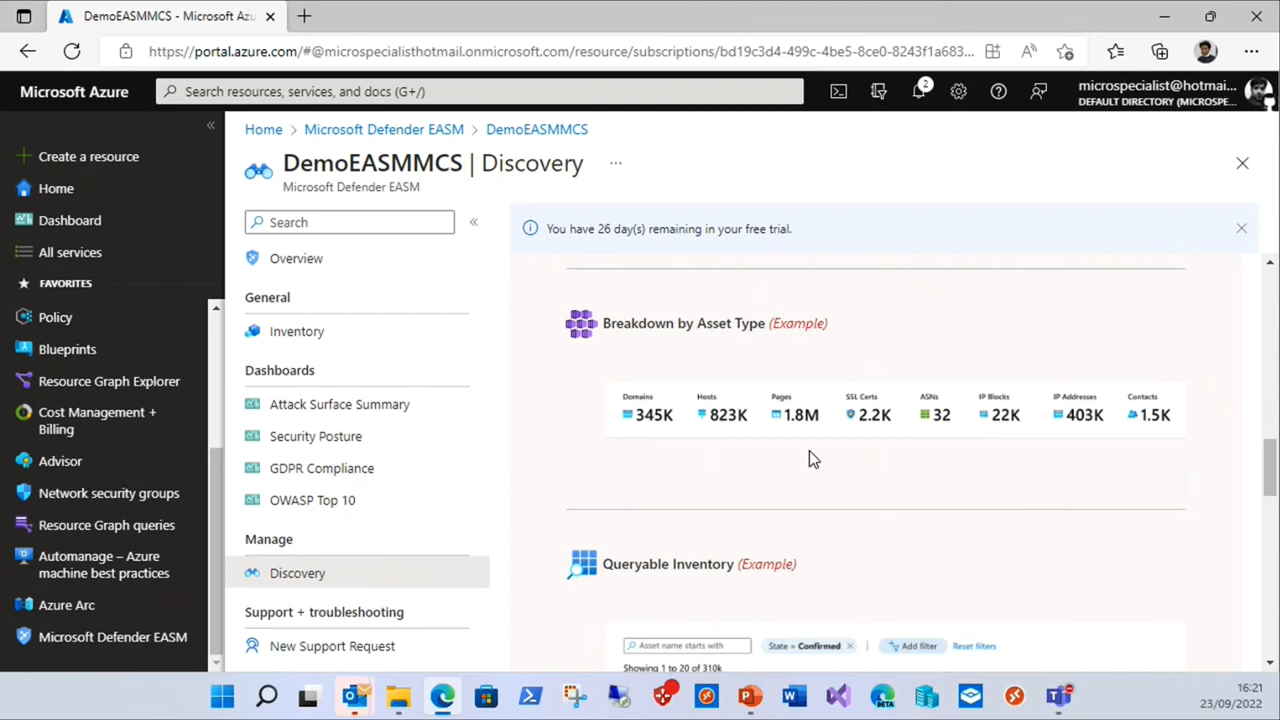 DemoEASMMCS - Microsoft Azu
https://portal.azure.com/#@microspecialisthotmail.onmicrosoft.com/resource/subscriptions/bd19c3d4-499c-4be5-8ce0-8243f1a683...
Microsoft Azure
Search resources, services, and docs (G+/)
2
microspecialist@hotmai...
DEFAULT DIRECTORY (MICROSPE...
Create a resource
Home
Dashboard
All services
FAVORITES
Policy
Blueprints
Resource Graph Explorer
Cost Management +
Billing
Advisor
Network security groups
Resource Graph queries
Automanage – Azure
machine best practices
Azure Arc
Microsoft Defender EASM
Home > Microsoft Defender EASM > DemoEASMMCS
DemoEASMMCS | Discovery ...
Microsoft Defender EASM
Search
Overview
General
Inventory
Dashboards
Attack Surface Summary
Security Posture
GDPR Compliance
OWASP Top 10
Manage
Discovery
Support + troubleshooting
New Support Request
You have 26 day(s) remaining in your free trial.
Breakdown by Asset Type (Example)
Domains Hosts Pages SSL Certs ASNs IP Blocks IP Addresses Contacts
345K 823K 1.8M 2.2K 32 22K 403K 1.5K
Queryable Inventory (Example)
Asset name starts with State = Confirmed Add filter Reset filters
Showing 1 to 20 of 310k
BETA
16:21
23/09/2022